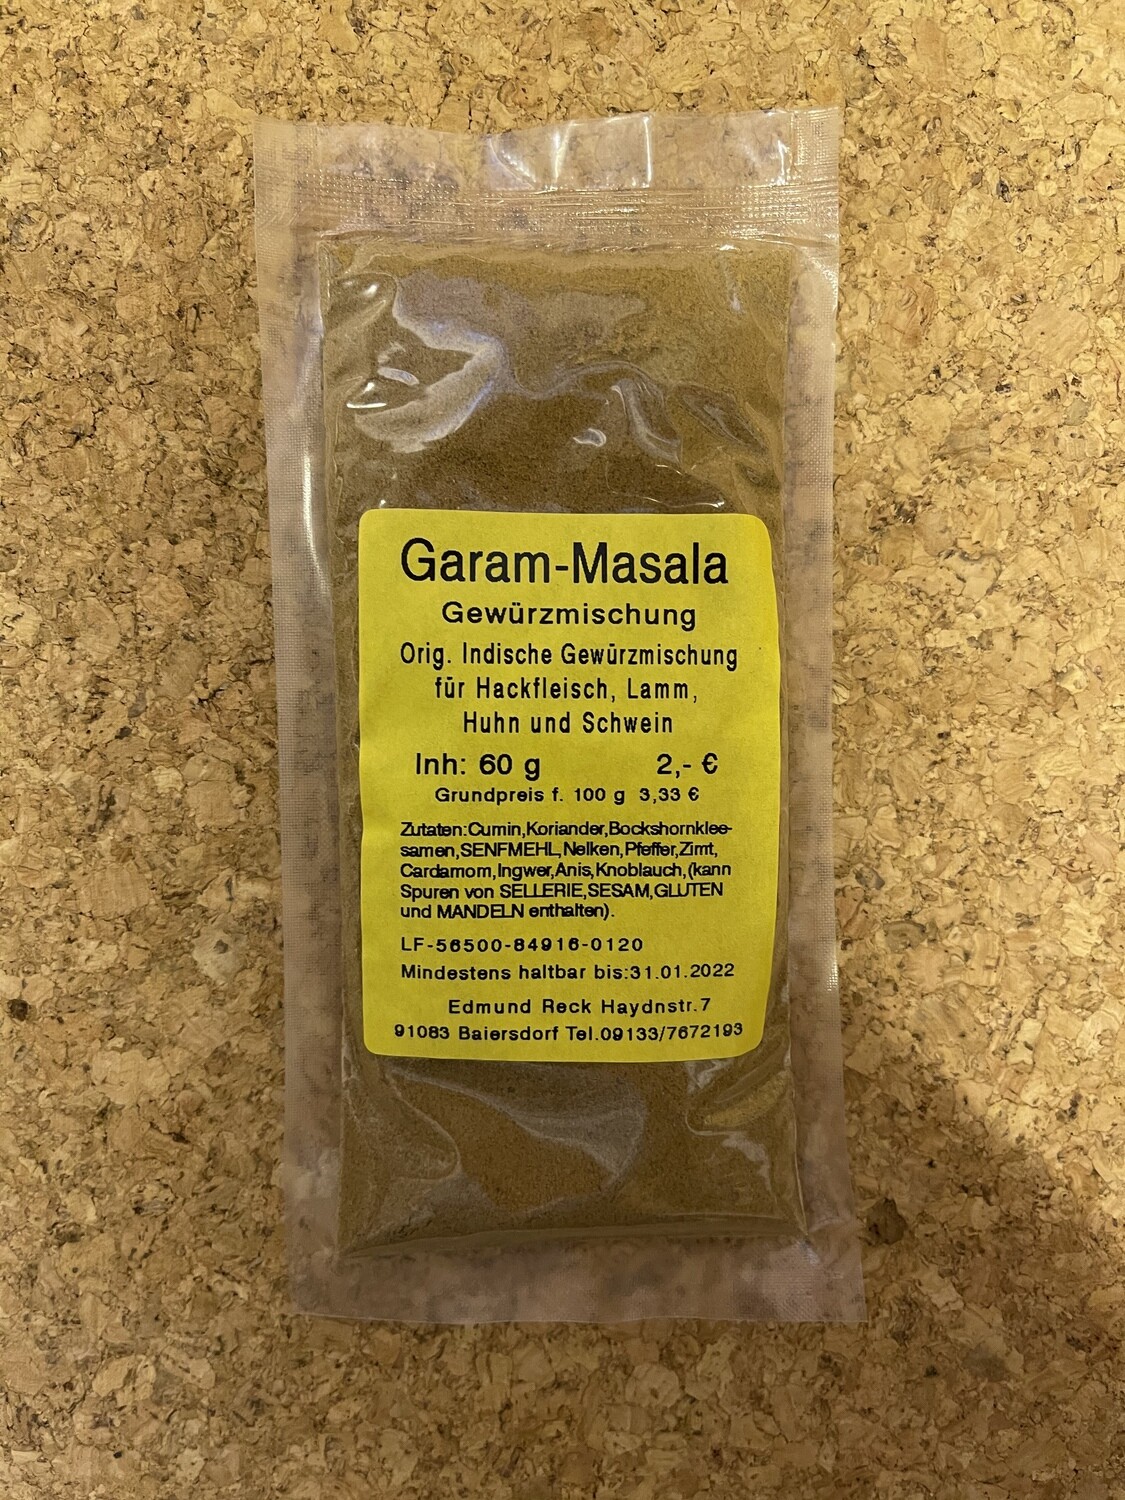 Garam-Masala
Gewürzmischung
Orig. Indische Gewürzmischung
für Hackfleisch, Lamm,
Huhn und Schwein
Inh: 60 g 2,- €
Grundpreis f. 100 g 3,33 €
Zutaten:Cumin,Koriander,Bockshornklee-
samen,SENFMEHL,Nelken,Pfeffer,Zimt,
Cardamom,Ingwer,Anis,Knoblauch,(kann
Spuren von SELLERIE,SESAM,GLUTEN
und MANDELN enthalten).
LF-56500-84916-0120
Mindestens haltbar bis:31.01.2022
Edmund Reck Haydnstr.7
91083 Baiersdorf Tel.09133/7672193